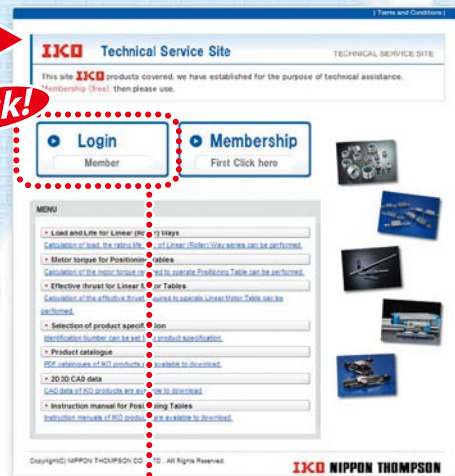 | Terms and Conditions |
IKO Technical Service Site
TECHNICAL SERVICE SITE
This site IKO products covered, we have established for the purpose of technical assistance.
Membership (free), then please use.
k!
Login
Member
Membership
First Click here
MENU
Load and Life for Linear (Roller) Ways
Calculation of load, the rating life, of Linear (Roller) Way series can be performed.
Motor torque for Positioning Tables
Calculation of the motor torque required to operate Positioning Table can be performed.
Effective thrust for Linear Motor Tables
Calculation of the effective thrust required to operate Linear Motor Table can be
performed.
Selection of product specification
Identification Number can be set product specification.
Product catalogue
PDF catalogues of IKO products available to download.
2D 3D CAD data
CAD data of IKO products are available to download.
Instruction manual for Positioning Tables
Instruction manuals of IKO products are available to download.
Copyright(C) NIPPON THOMPSON CO., LTD. All Rights Reserved.
IKO NIPPON THOMPSON